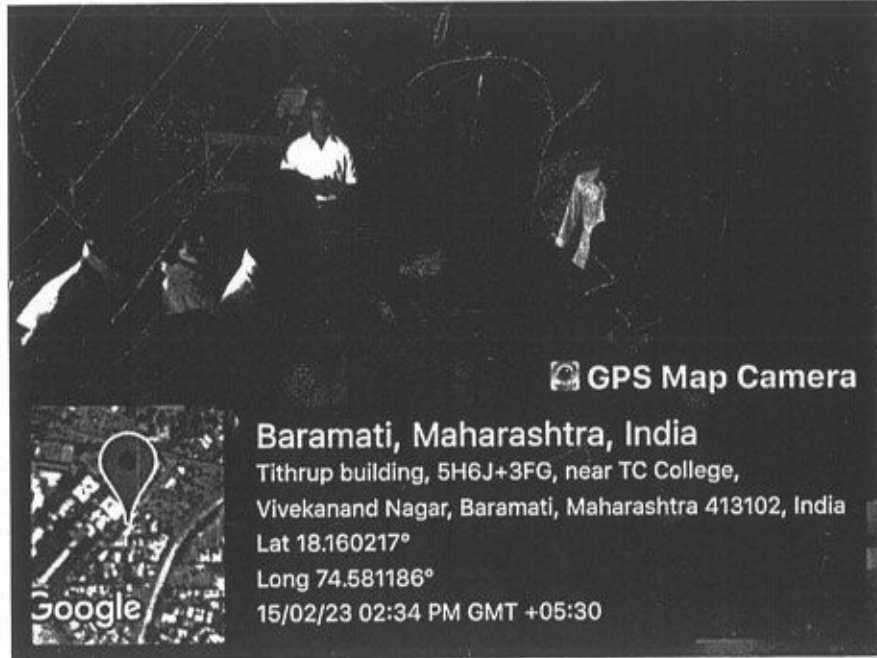 GPS Map Camera
Baramati, Maharashtra, India
Tithrup building, 5H6J+3FG, near TC College,
Vivekanand Nagar, Baramati, Maharashtra 413102, India
Lat 18.160217°
Long 74.581186°
15/02/23 02:34 PM GMT +05:30
Google